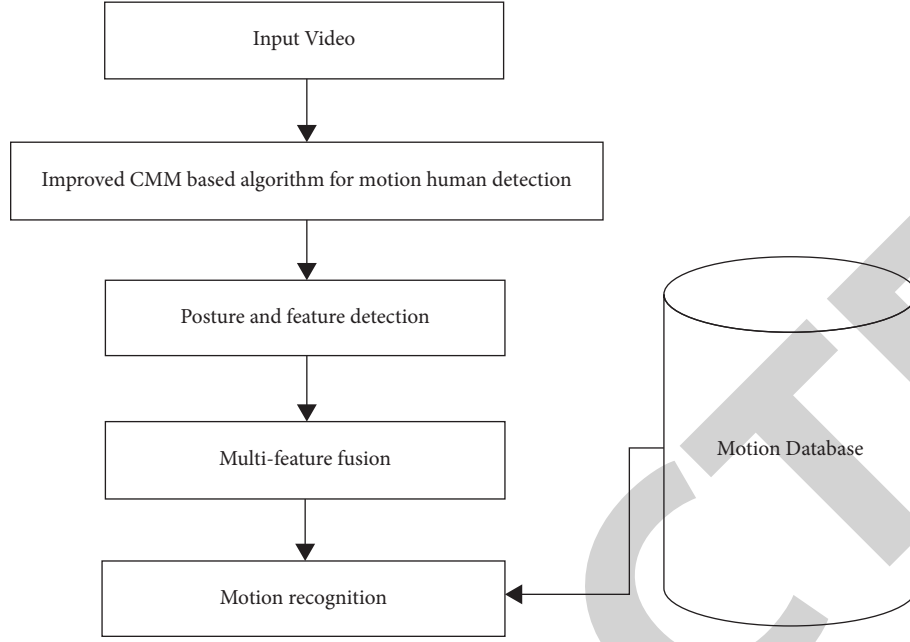 Input Video
Improved CMM based algorithm for motion human detection
Posture and feature detection
Multi-feature fusion
Motion Database
Motion recognition